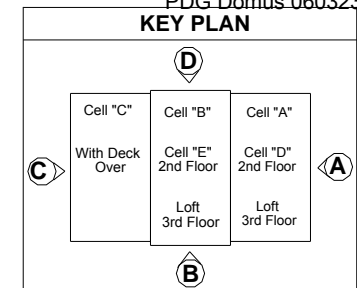 PDG Domus 060323
KEY PLAN
D
Cell "C"
With Deck
Over
Cell "B"
Cell "E"
2nd Floor
Loft
3rd Floor
Cell "A"
Cell "D"
2nd Floor
Loft
3rd Floor
C
A
B